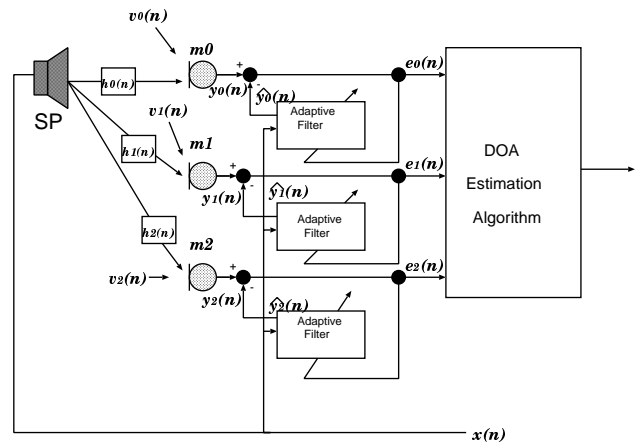 v0(n)
m0
e0(n)
+
h0(n)
y0(n)
-
ŷ0(n)
SP
Adaptive
Filter
v1(n)
h1(n)
m1
e1(n)
DOA
Estimation
Algorithm
+
y1(n)
-
ŷ1(n)
Adaptive
Filter
h2(n)
m2
e2(n)
+
v2(n)
y2(n)
-
ŷ2(n)
Adaptive
Filter
x(n)